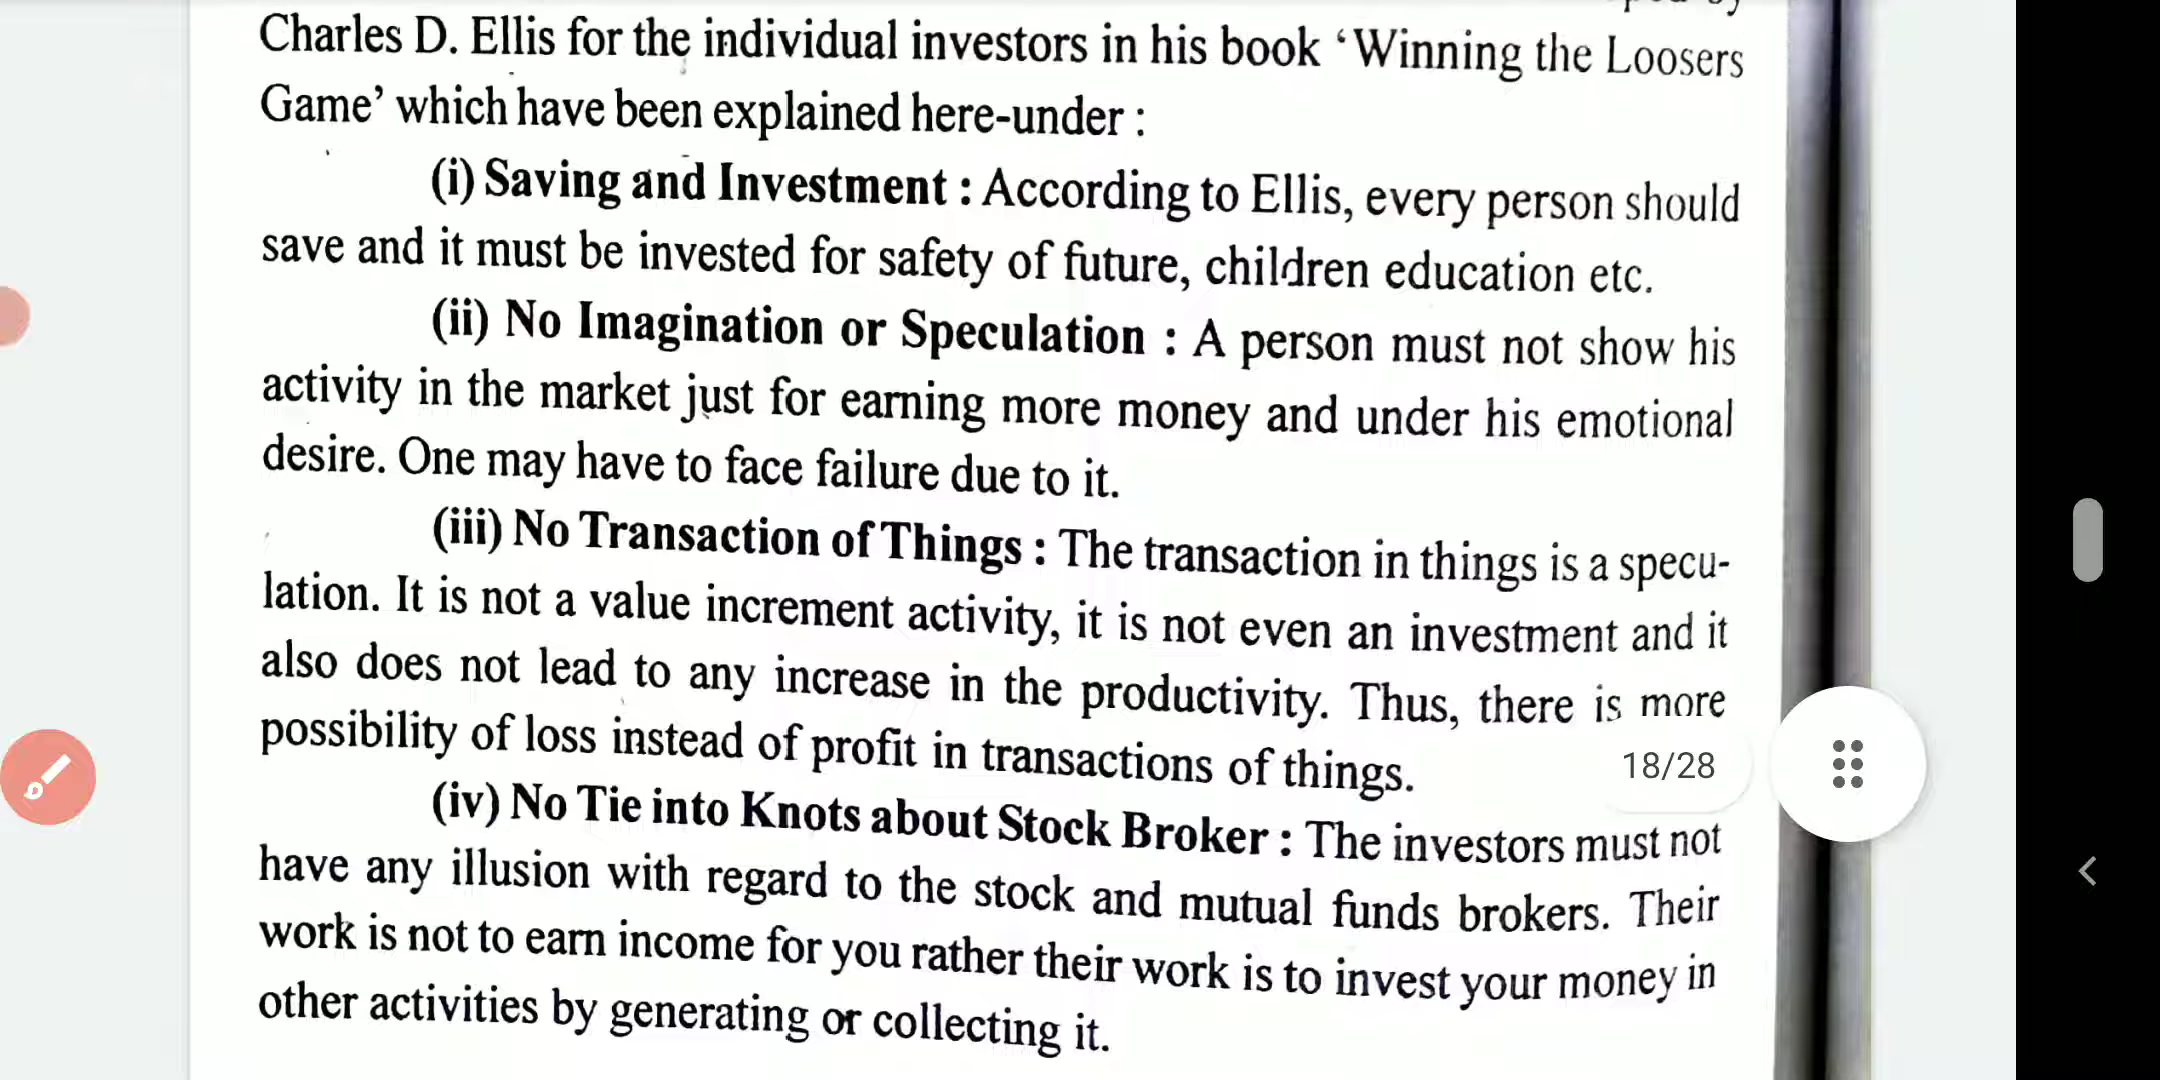 Charles D. Ellis for the individual investors in his book ‘Winning the Loosers
Game’ which have been explained here-under :
(i) Saving and Investment : According to Ellis, every person should
save and it must be invested for safety of future, children education etc.
(ii) No Imagination or Speculation : A person must not show his
activity in the market just for earning more money and under his emotional
desire. One may have to face failure due to it.
(iii) No Transaction of Things : The transaction in things is a specu-
lation. It is not a value increment activity, it is not even an investment and it
also does not lead to any increase in the productivity. Thus, there is more
possibility of loss instead of profit in transactions of things.
18/28
(iv) No Tie into Knots about Stock Broker : The investors must not
have any illusion with regard to the stock and mutual funds brokers. Their
work is not to earn income for you rather their work is to invest your money in
other activities by generating or collecting it.